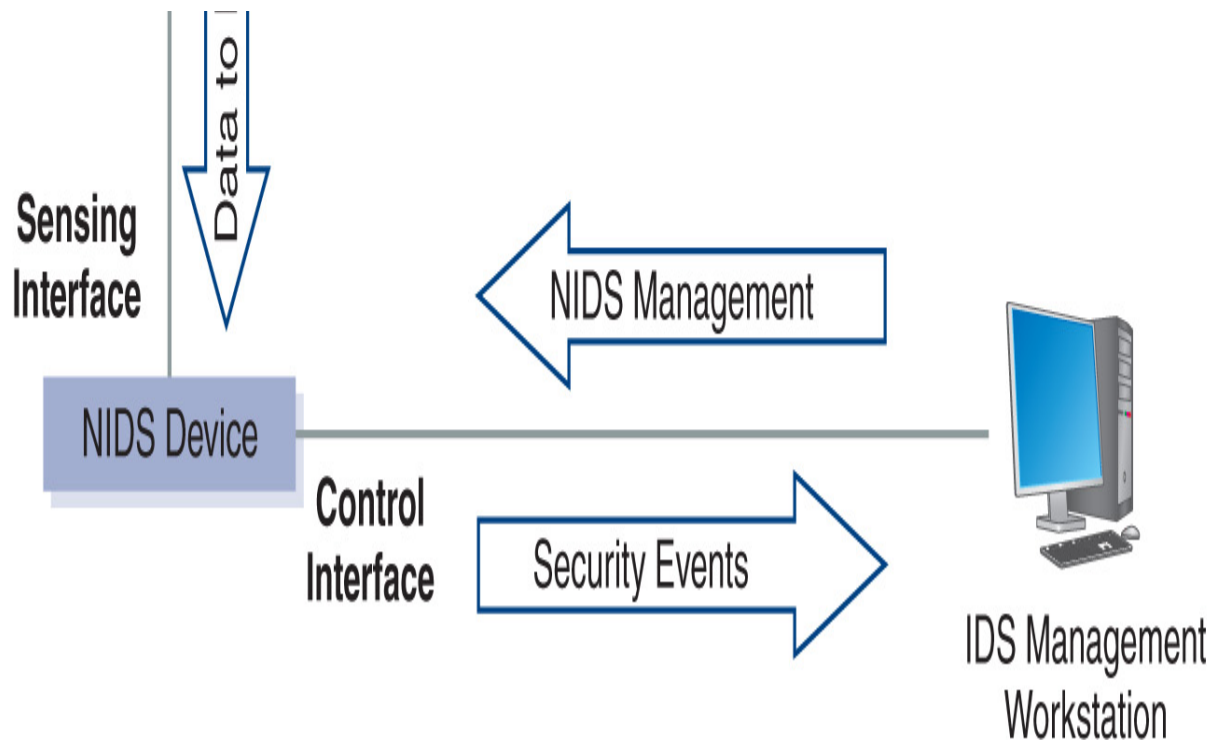 Data to
Sensing
Interface
NIDS Management
NIDS Device
Control
Interface
Security Events
IDS Management
Workstation